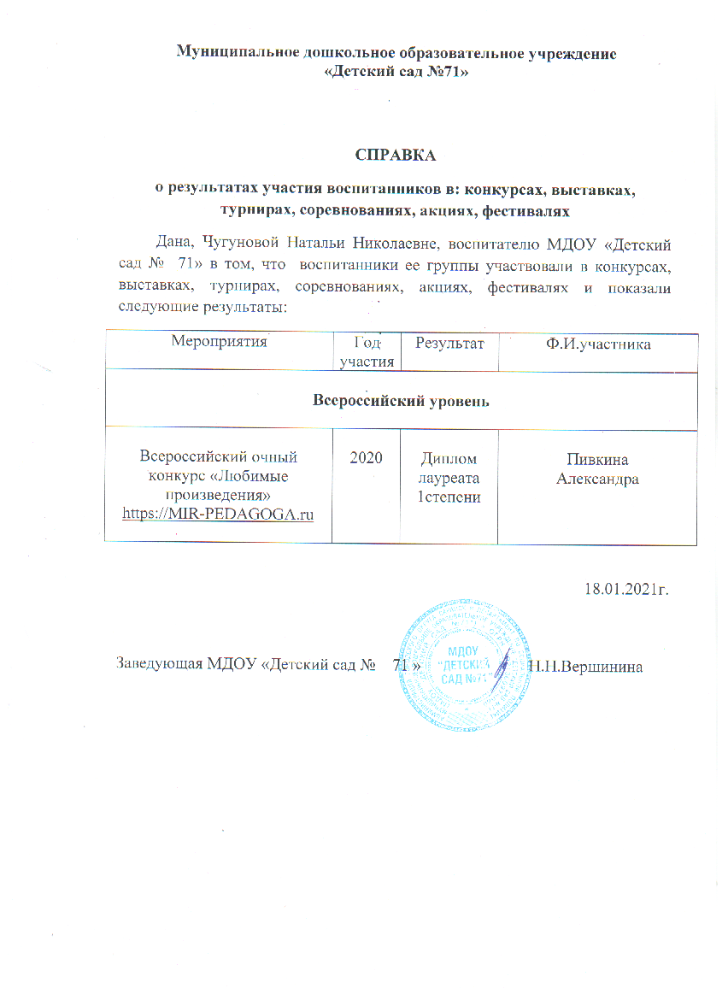 Муниципальное дошкольное образовательное учреждение
«Детский сад №71»
СПРАВКА
о результатах участия воспитанников в: конкурсах, выставках,
турнирах, соревнованиях, акциях, фестивалях
Дана, Чугуновой Натальи Николаевне, воспитателю МДОУ «Детский
сад № 71» в том, что воспитанники ее группы участвовали в конкурсах,
выставках, турнирах, соревнованиях, акциях, фестивалях и показали
следующие результаты:
Мероприятия
Год
участия
Результат
Ф.И.участника
Всероссийский уровень
Всероссийский очный
конкурс «Любимые
произведения»
https://MIR-PEDAGOGA.ru
2020
Диплом
лауреата
1степени
Пивкина
Александра
18.01.2021г.
Заведующая МДОУ «Детский сад № 71 »
Н.Н.Вершинина
МДОУ
"ДЕТСКИЙ
САД №71"